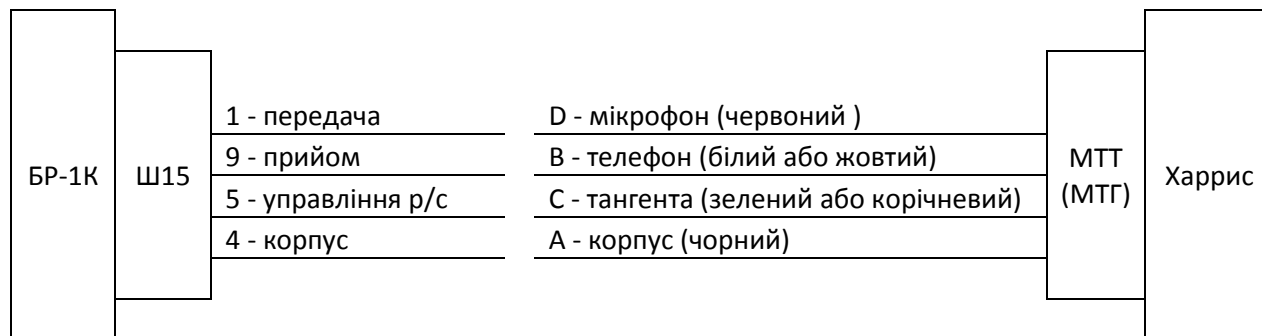 БР-1К
Ш15
1 - передача
9 - прийом
5 - управління р/с
4 - корпус
D - мікрофон (червоний )
B - телефон (білий або жовтий)
C - тангента (зелений або корічневий)
A - корпус (чорний)
МТТ
(МТГ)
Харрис